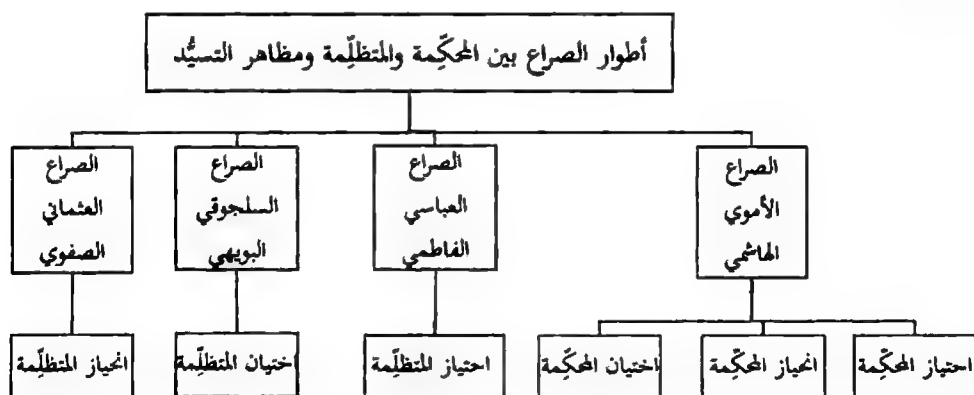 أطوار الصراع بين المحكِّمة والمتظلِّمة ومظاهر التسيُّد
الصراع
الأموي
الهاشمي
الصراع
العباسي
الفاطمي
الصراع
السلجوقي
البويهي
الصراع
العثماني
الصفوي
احتياز المحكِّمة
انحياز المحكِّمة
اختيان المحكِّمة
احتياز المتظلِّمة
اختيان المتظلِّمة
انحياز المتظلِّمة